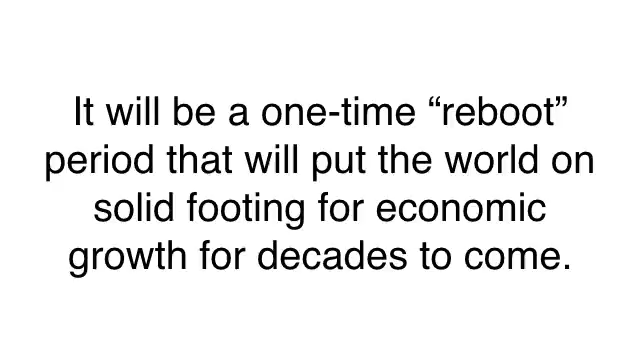 It will be a one-time “reboot”
period that will put the world on
solid footing for economic
growth for decades to come.